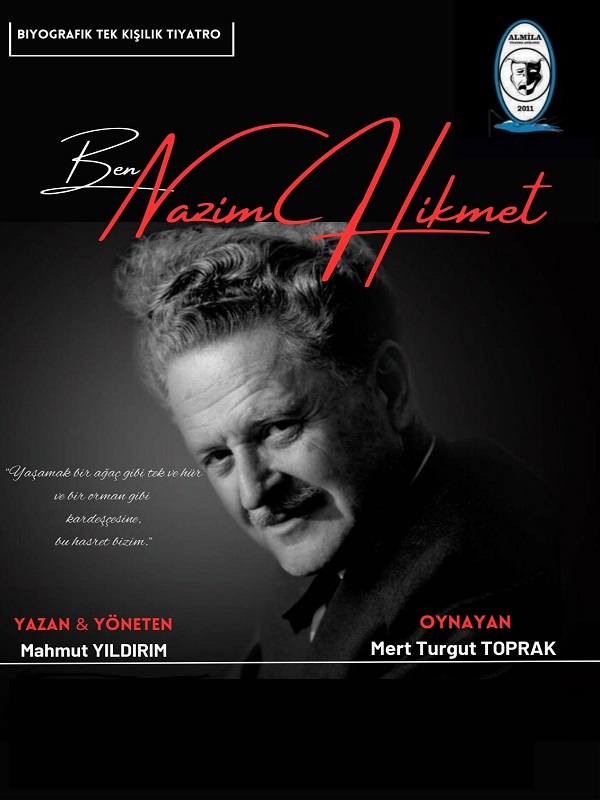 BIYOGRAFIK TEK KIŞILIK TIYATRO
ALMİLA
2011
Ben Nazim Hikmet
"Yaşamak bir ağaç gibi tek ve hür
ve bir orman gibi
kardeşçesine,
bu hasret bizim."
YAZAN & YÖNETEN
Mahmut YILDIRIM
OYNAYAN
Mert Turgut TOPRAK